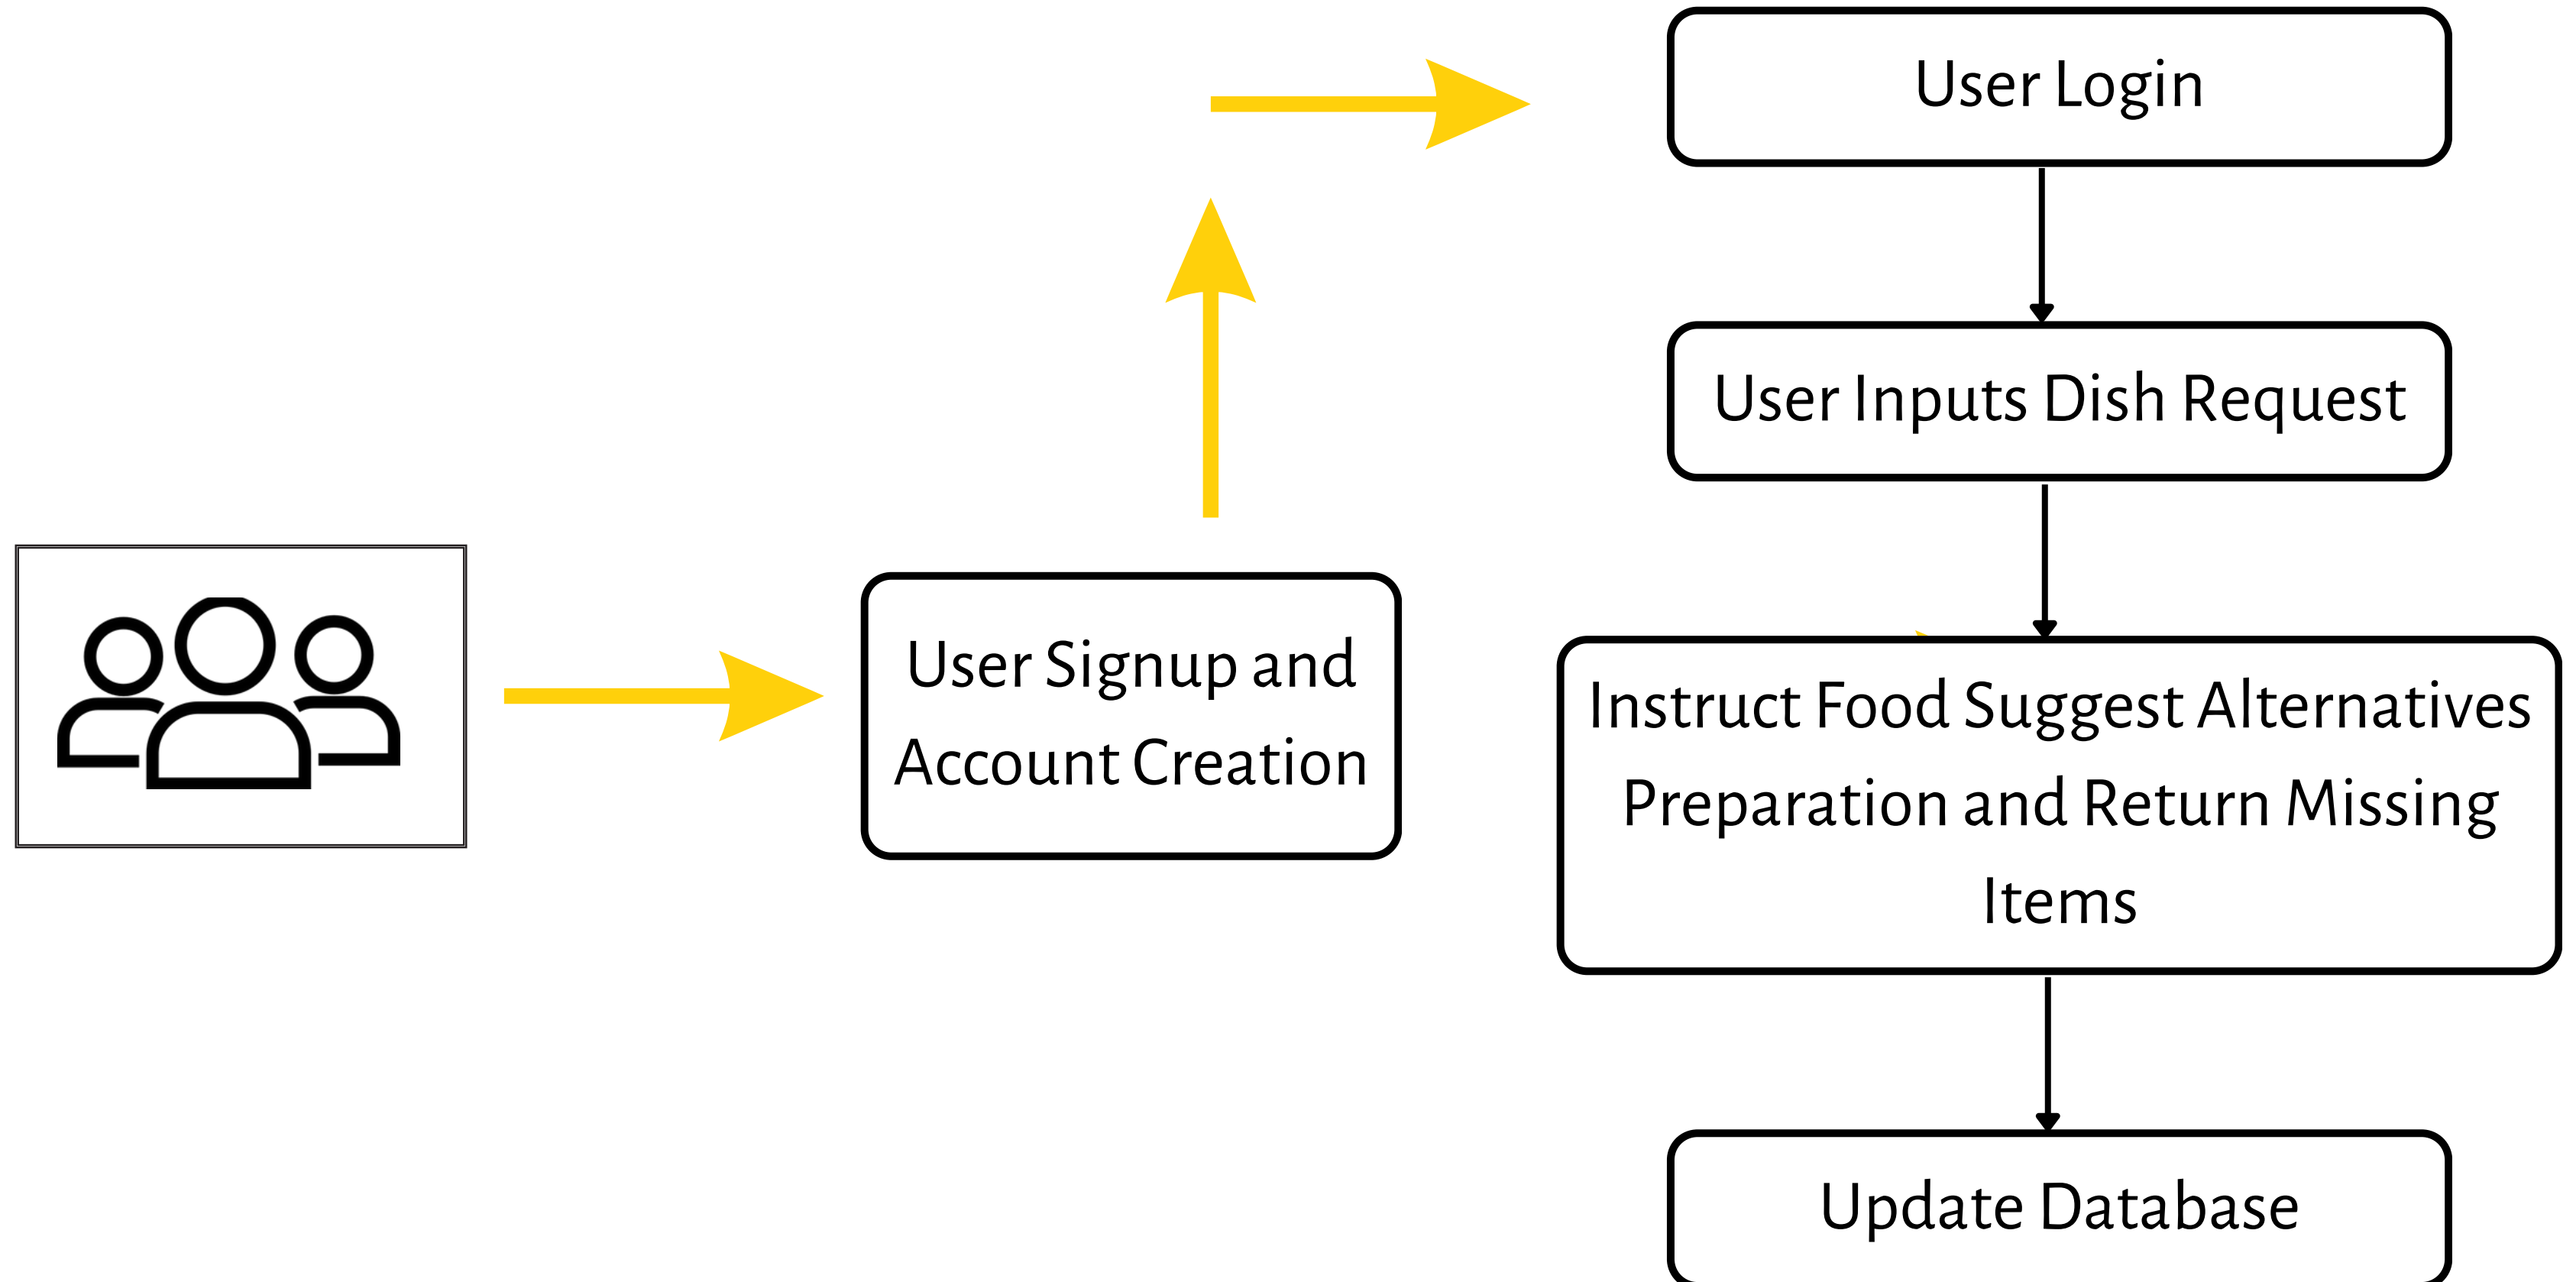 User Login
User Inputs Dish Request
User Signup and
Account Creation
Instruct Food Suggest Alternatives
Preparation and Return Missing
Items
Update Database